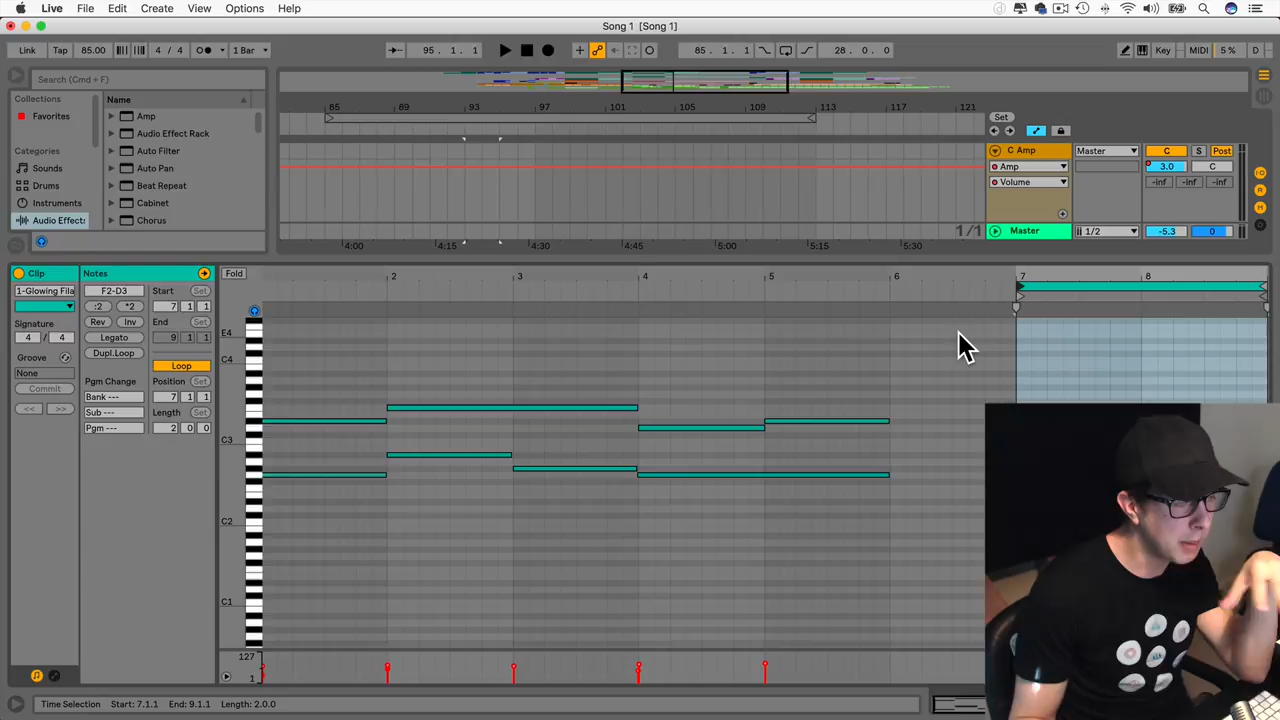 Live File Edit Create View Options Help
Song 1 [Song 1]
Link Tap 85.00 4 / 4 1 Bar 95 . 1 . 1 85 . 1 . 1 28 . 0 . 0 Key MIDI 5 %
Search (Cmd + F)
Collections
Favorites
Categories
Sounds
Drums
Instruments
Audio Effects
Name
Amp
Audio Effect Rack
Audio Filter
Auto Pan
Beat Repeat
Cabinet
Chorus
85 89 93 97 101 105 109 113 117 121
Set
C Amp Master C S Post
Amp 3.0 C
Volume -inf -inf -inf
4:00 4:15 4:30 4:45 5:00 5:15 5:30
1/1
Master 1/2 -5.3 0
Clip
1-Glowing Fila
Signature
4 / 4
Groove
None
Commit
<< >>
Notes
F2-D3
:2 *2
Rev Inv
Legato
Dupl.Loop
Pgm Change
Bank ---
Sub ---
Pgm ---
Start Set
7 1 1
End Set
9 1 1
Loop
Position Set
7 1 1
Length Set
2 0 0
Fold
2 3 4 5 6 7 8
E4
C4
C3
C2
C1
127
1
Time Selection Start: 7.1.1 End: 9.1.1 Length: 2.0.0